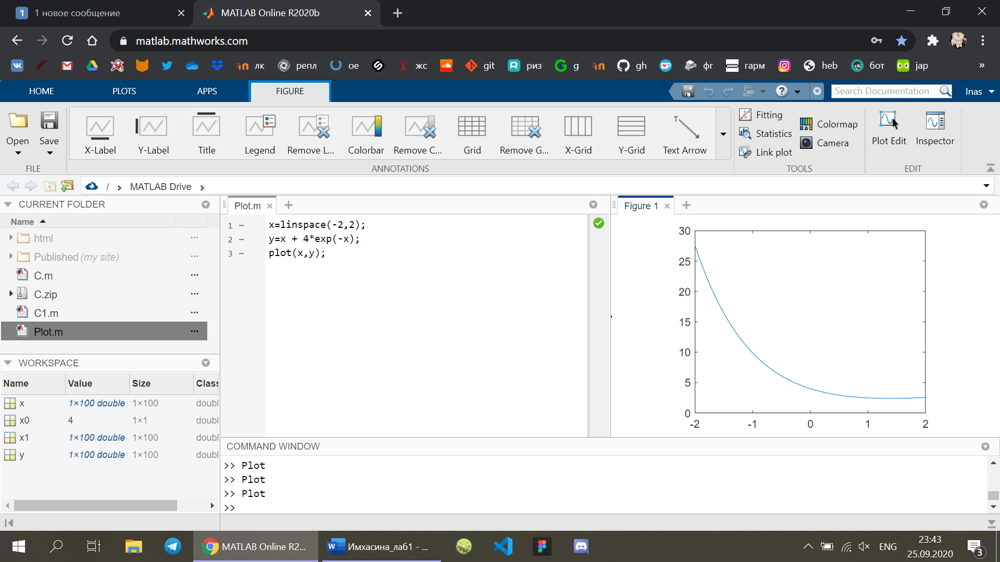 1 1 новое сообщение
MATLAB Online R2020b
matlab.mathworks.com
лк репл oe жс git риз g gh фг гарм heb бот jap »
HOME PLOTS APPS FIGURE
Search Documentation Inas
Open Save
X-Label Y-Label Title Legend Remove L... Colorbar Remove C... Grid Remove G... X-Grid Y-Grid Text Arrow
Fitting Statistics Link plot
Colormap Camera
Plot Edit Inspector
FILE ANNOTATIONS TOOLS EDIT
/ MATLAB Drive
CURRENT FOLDER
Name
html ...
Published (my site) ...
C.m ...
C.zip ...
C1.m ...
Plot.m ...
WORKSPACE
Name Value Size Class
x 1×100 double 1×100 doubl
x0 4 1×1 doubl
x1 1×100 double 1×100 doubl
y 1×100 double 1×100 doubl
Plot.m
1 – x=linspace(-2,2);
2 – y=x + 4*exp(-x);
3 – plot(x,y);
Figure 1
30
25
20
15
10
5
0
-2 -1 0 1 2
COMMAND WINDOW
>> Plot
>> Plot
>> Plot
>>
MATLAB Online R2...
Имхасина_лаб1 - ...
ENG
23:43
25.09.2020
3